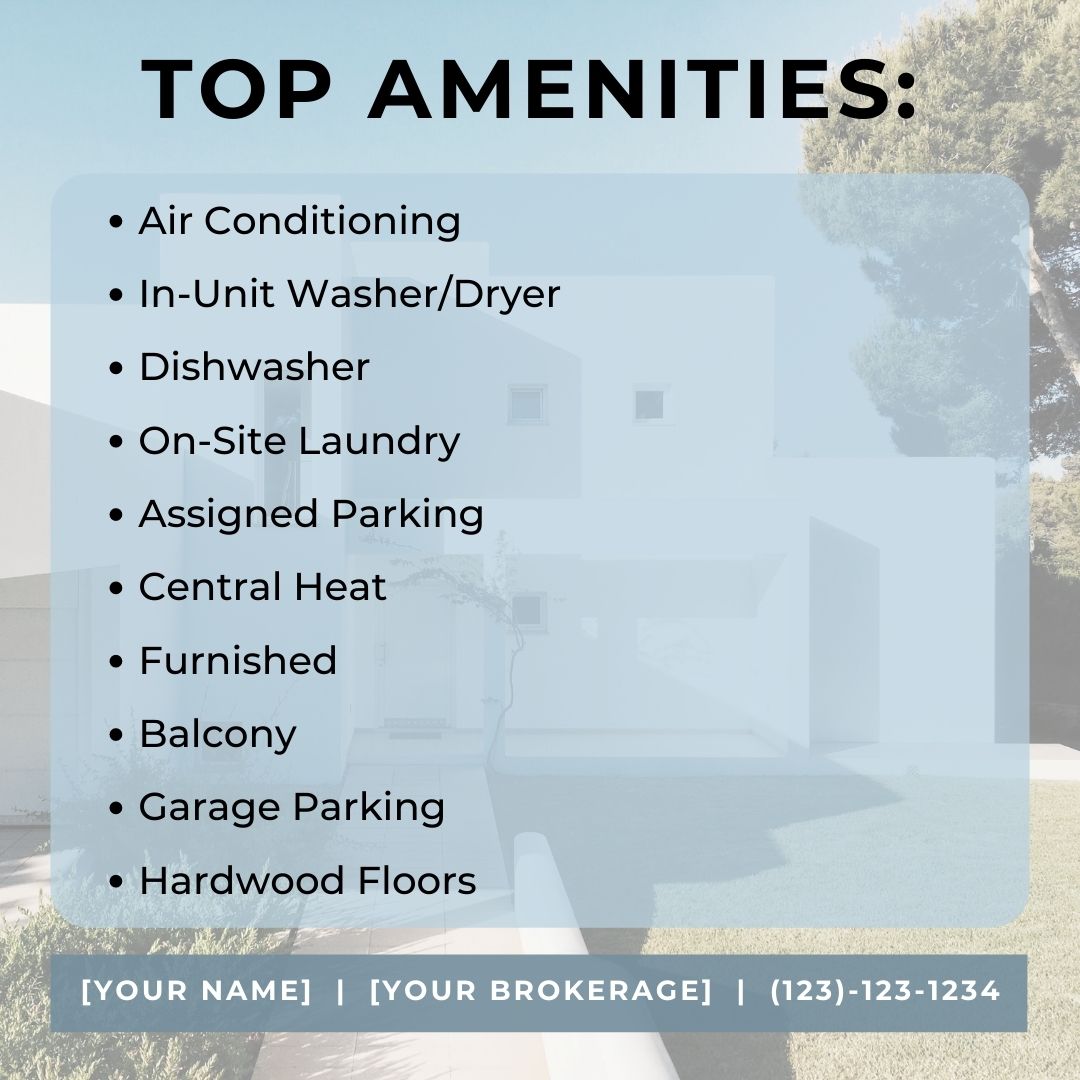 TOP AMENITIES:
• Air Conditioning
• In-Unit Washer/Dryer
• Dishwasher
• On-Site Laundry
• Assigned Parking
• Central Heat
• Furnished
• Balcony
• Garage Parking
• Hardwood Floors
[YOUR NAME] | [YOUR BROKERAGE] | (123)-123-1234